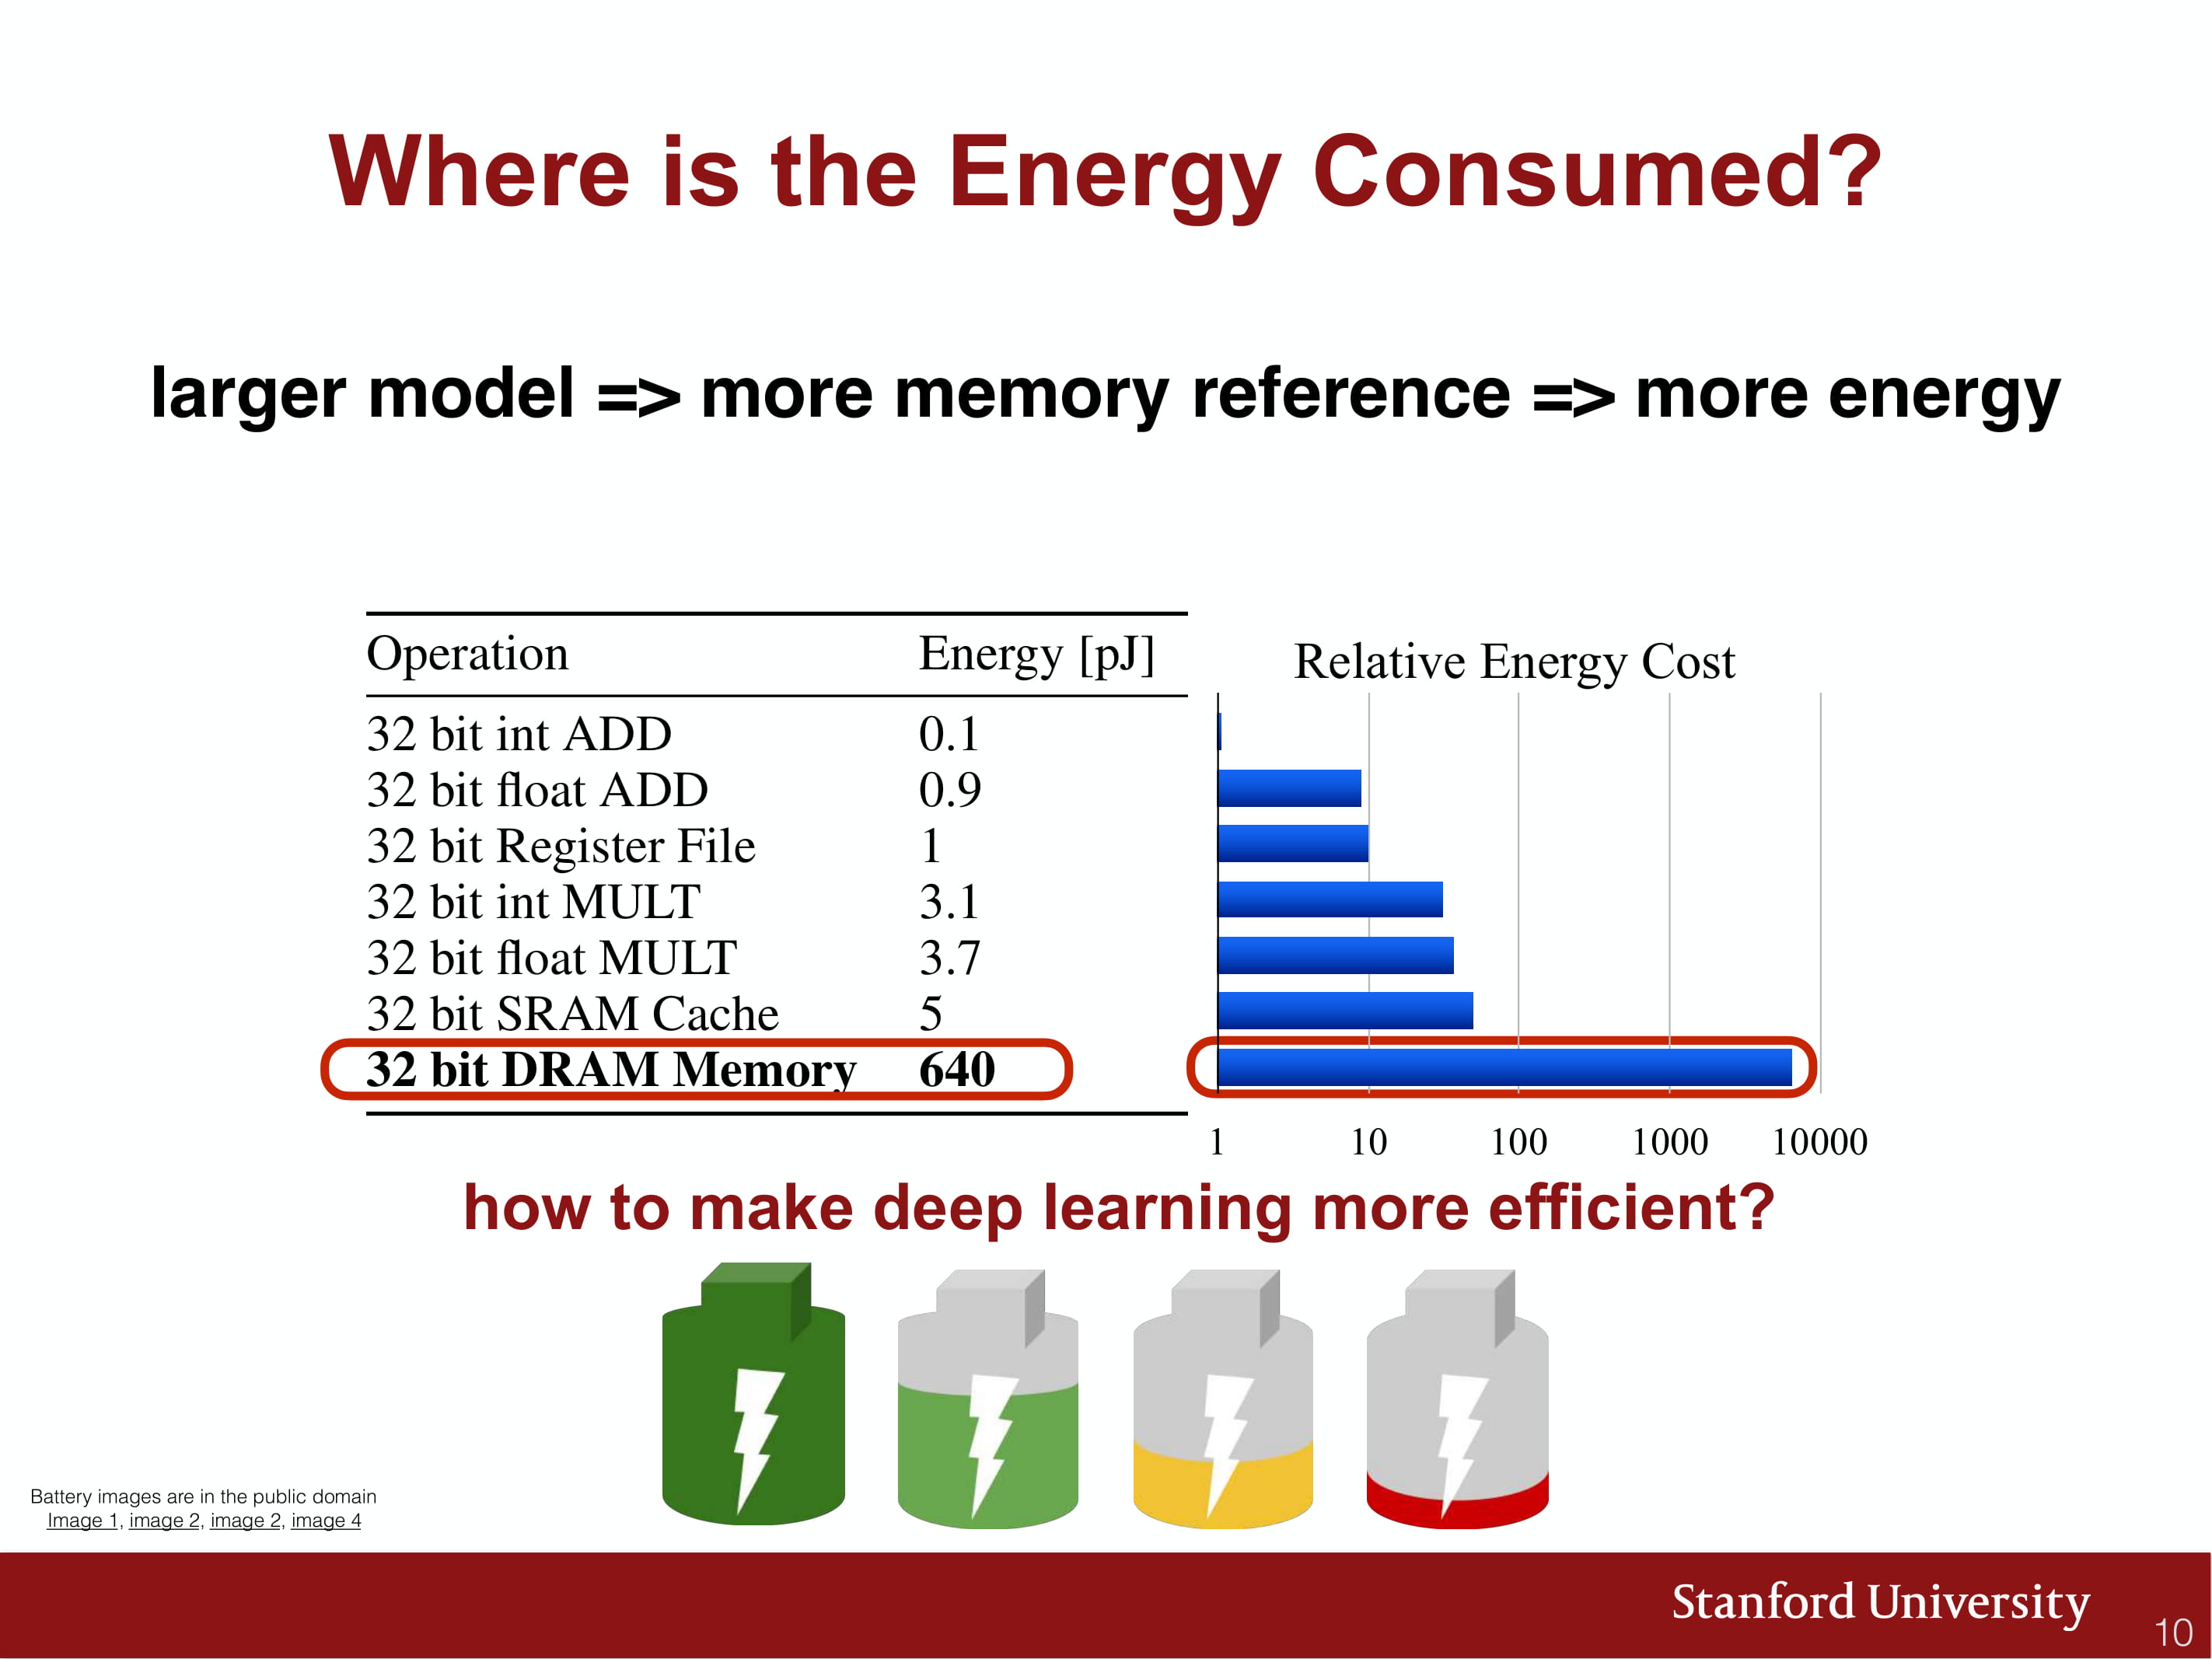 Where is the Energy Consumed?
larger model => more memory reference => more energy
Operation Energy [pJ]
32 bit int ADD 0.1
32 bit float ADD 0.9
32 bit Register File 1
32 bit int MULT 3.1
32 bit float MULT 3.7
32 bit SRAM Cache 5
32 bit DRAM Memory 640
Relative Energy Cost
1 10 100 1000 10000
how to make deep learning more efficient?
Battery images are in the public domain
Image 1, image 2, image 2, image 4
Stanford University
10